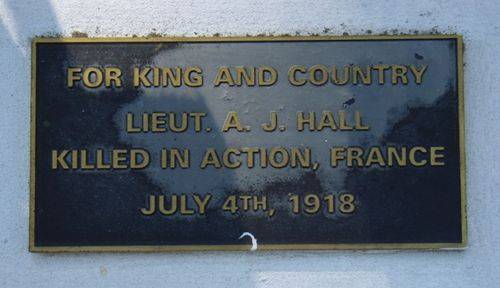 FOR KING AND COUNTRY
LIEUT. A. J. HALL
KILLED IN ACTION, FRANCE
JULY 4TH, 1918